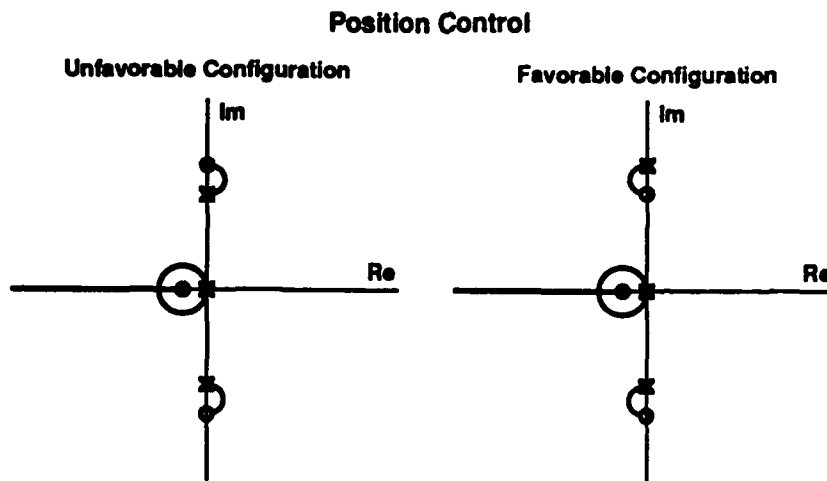 Position Control
Unfavorable Configuration
Favorable Configuration
Im
Im
Re
Re